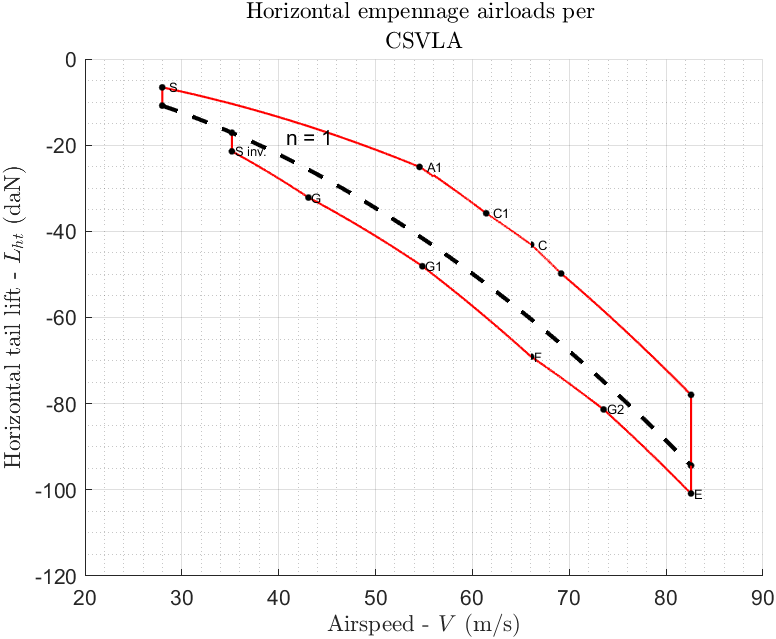 Horizontal empennage airloads per
CSVLA
Horizontal tail lift - L_ht (daN)
0
-20
-40
-60
-80
-100
-120
S
n = 1
S inv.
A1
G
C1
C
G1
F
G2
E
20 30 40 50 60 70 80 90
Airspeed - V (m/s)